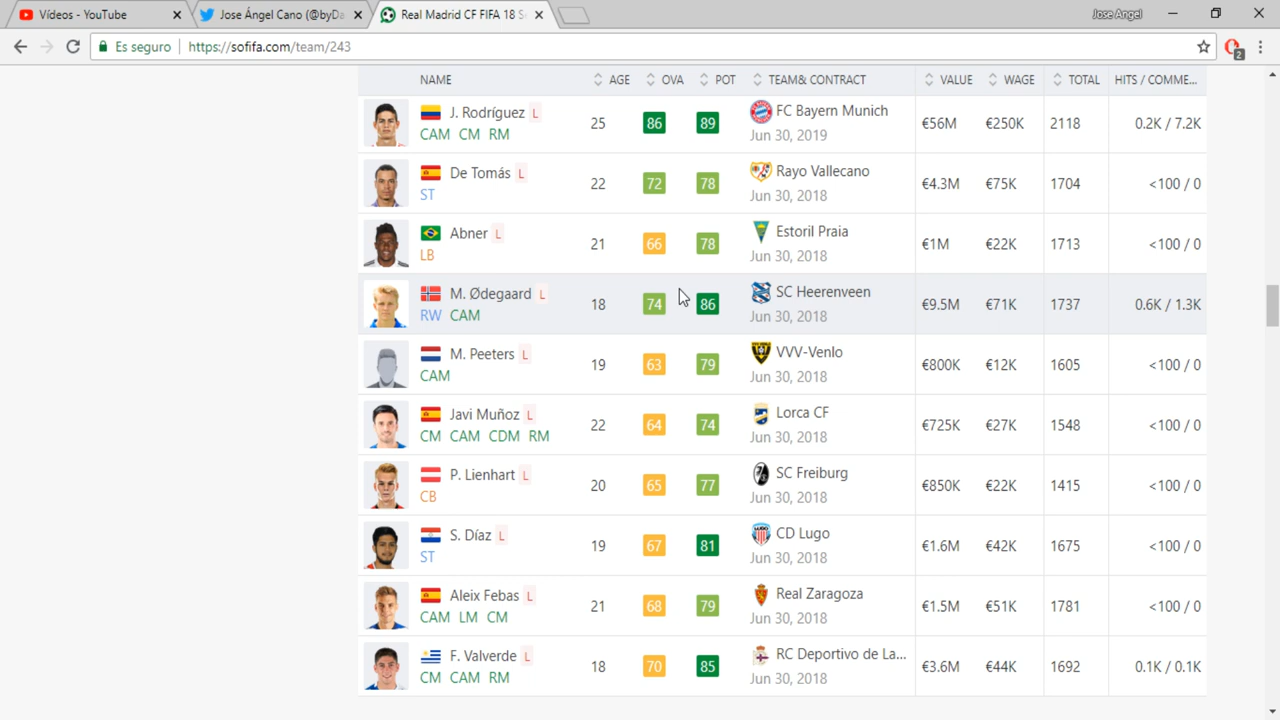 Vídeos - YouTube
Jose Ángel Cano (@byDa
Real Madrid CF FIFA 18 S
Jose Angel
Es seguro https://sofifa.com/team/243
2
NAME AGE OVA POT TEAM& CONTRACT VALUE WAGE TOTAL HITS / COMME...
J. Rodríguez L
CAM CM RM
25 86 89
FC Bayern Munich
Jun 30, 2019
€56M €250K 2118 0.2K / 7.2K
De Tomás L
ST
22 72 78
Rayo Vallecano
Jun 30, 2018
€4.3M €75K 1704 <100 / 0
Abner L
LB
21 66 78
Estoril Praia
Jun 30, 2018
€1M €22K 1713 <100 / 0
M. Ødegaard L
RW CAM
18 74 86
SC Heerenveen
Jun 30, 2018
€9.5M €71K 1737 0.6K / 1.3K
M. Peeters L
CAM
19 63 79
VVV-Venlo
Jun 30, 2018
€800K €12K 1605 <100 / 0
Javi Muñoz L
CM CAM CDM RM
22 64 74
Lorca CF
Jun 30, 2018
€725K €27K 1548 <100 / 0
P. Lienhart L
CB
20 65 77
SC Freiburg
Jun 30, 2018
€850K €22K 1415 <100 / 0
S. Díaz L
ST
19 67 81
CD Lugo
Jun 30, 2018
€1.6M €42K 1675 <100 / 0
Aleix Febas L
CAM LM CM
21 68 79
Real Zaragoza
Jun 30, 2018
€1.5M €51K 1781 <100 / 0
F. Valverde L
CM CAM RM
18 70 85
RC Deportivo de La...
Jun 30, 2018
€3.6M €44K 1692 0.1K / 0.1K